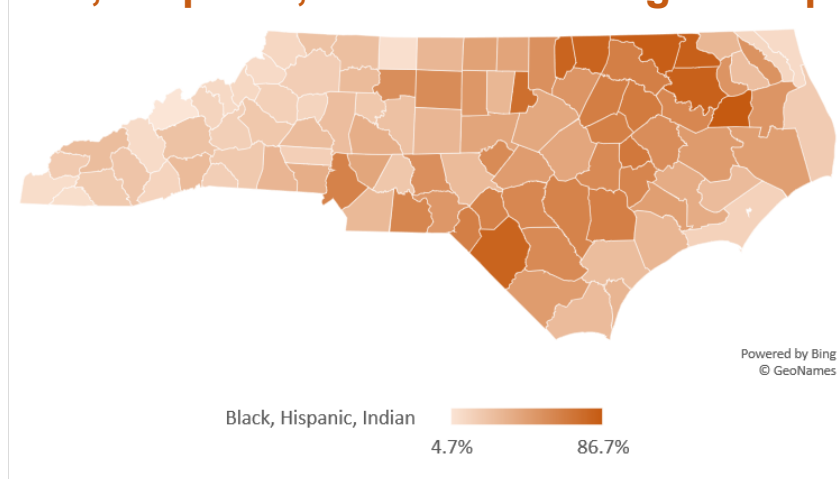 Powered by Bing
© GeoNames
Black, Hispanic, Indian
4.7%
86.7%